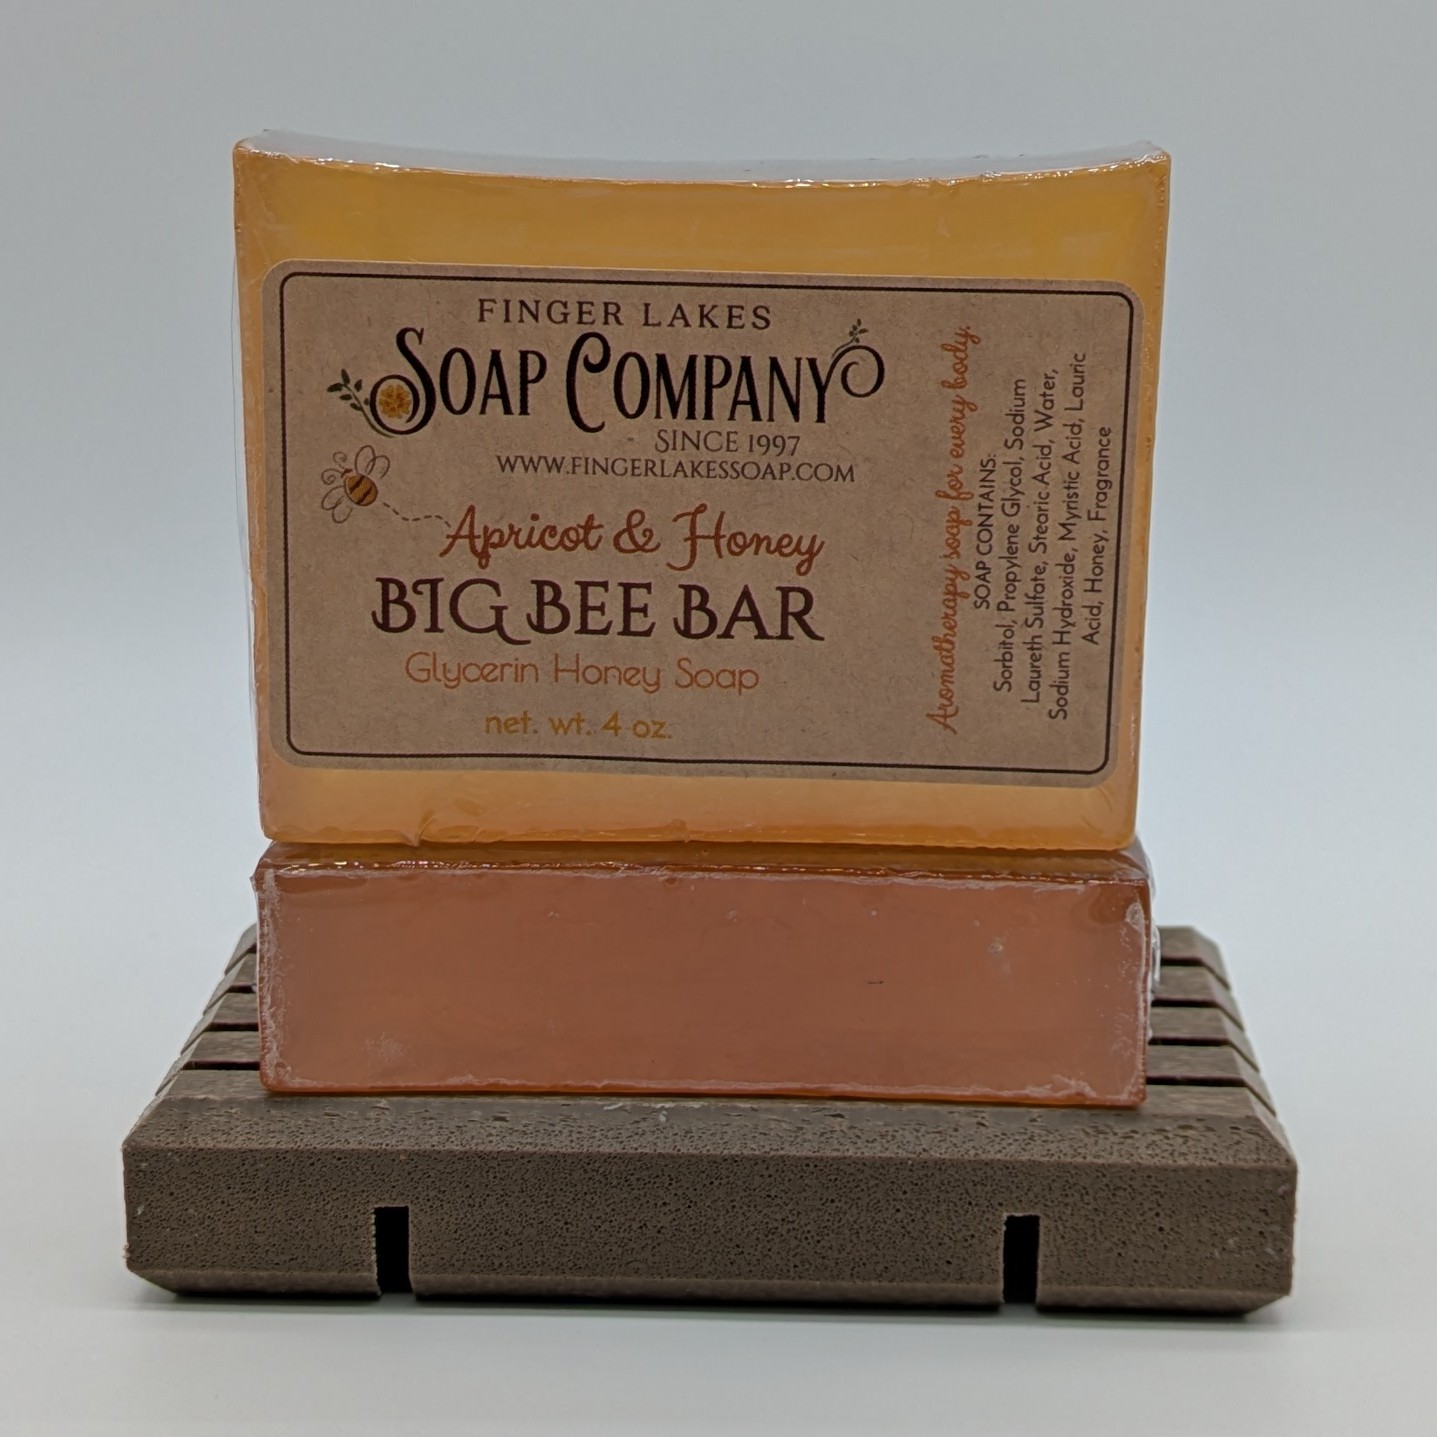 FINGER LAKES
SOAP COMPANY
SINCE 1997
WWW.FINGERLAKESSOAP.COM
Apricot & Honey
BIG BEE BAR
Glycerin Honey Soap
net. wt. 4 oz.
Aromatherapy soap for every body.
SOAP CONTAINS:
Sorbitol, Propylene Glycol, Sodium
Laureth Sulfate, Stearic Acid, Water,
Sodium Hydroxide, Myristic Acid, Lauric
Acid, Honey, Fragrance